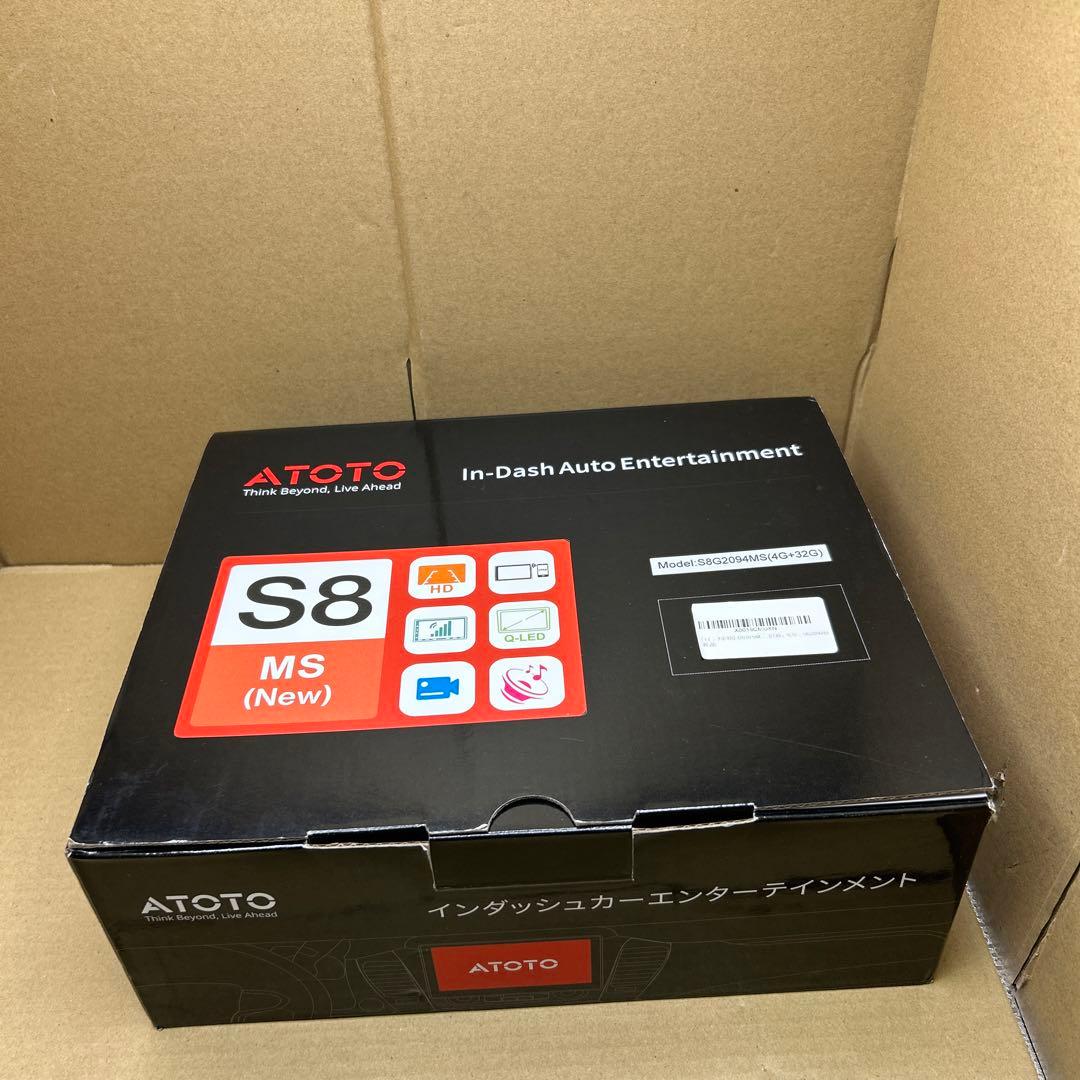 ATOTO
Think Beyond, Live Ahead
In-Dash Auto Entertainment
Model:S8G2094MS(4G+32G)
S8
MS
(New)
HD
Q-LED
ATOTO
Think Beyond, Live Ahead
インダッシュカーエンターテインメント
ATOTO